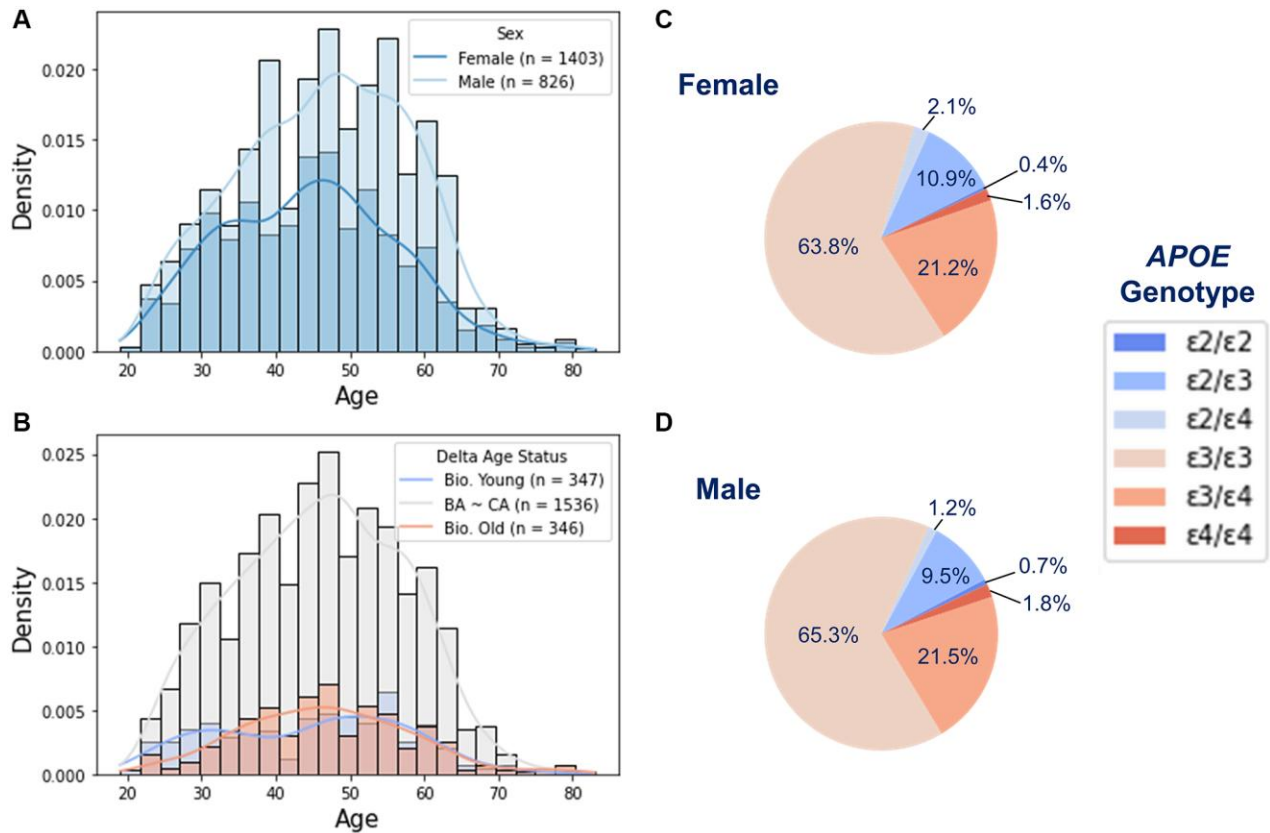 A
Sex
Female (n = 1403)
Male (n = 826)
0.020
0.015
0.010
0.005
0.000
Density
20 30 40 50 60 70 80
Age
B
Delta Age Status
Bio. Young (n = 347)
BA ~ CA (n = 1536)
Bio. Old (n = 346)
0.025
0.020
0.015
0.010
0.005
0.000
Density
20 30 40 50 60 70 80
Age
C
Female
2.1%
10.9%
0.4%
1.6%
63.8%
21.2%
D
Male
1.2%
9.5%
0.7%
1.8%
65.3%
21.5%
APOE
Genotype
ε2/ε2
ε2/ε3
ε2/ε4
ε3/ε3
ε3/ε4
ε4/ε4